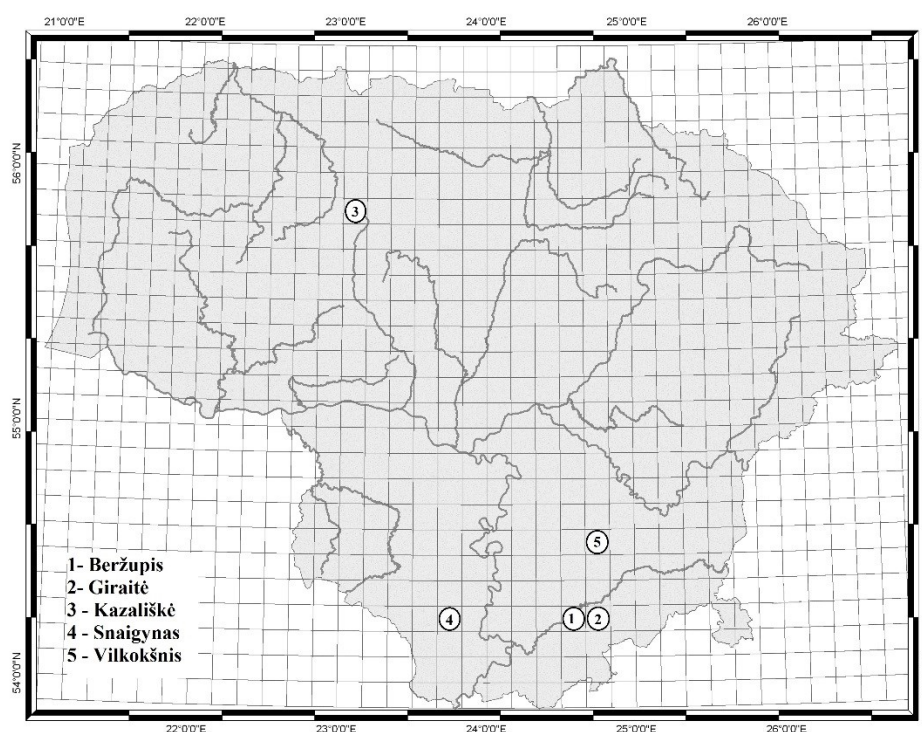 21°0'0"E 22°0'0"E 23°0'0"E 24°0'0"E 25°0'0"E 26°0'0"E
56°0'0"N
3
55°0'0"N
5
1- Beržupis
2- Giraitė
3 - Kazališkė
4 - Snaigynas
5 - Vilkokšnis
4 1 2
54°0'0"N
22°0'0"E 23°0'0"E 24°0'0"E 25°0'0"E 26°0'0"E